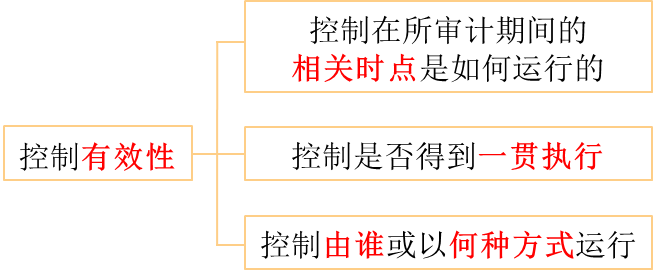 控制在所审计期间的
相关时点是如何运行的
控制有效性
控制是否得到一贯执行
控制由谁或以何种方式运行